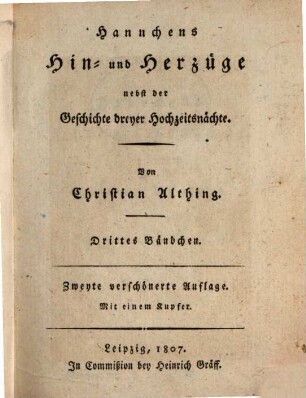 Hannchens
Hin- und Herzüge
nebst der
Geschichte dreyer Hochzeitsnächte.
Von
Christian Althing.
Drittes Bändchen.
Zweyte verschönerte Auflage.
Mit einem Kupfer.
Leipzig, 1807.
In Commißion bey Heinrich Gräff.